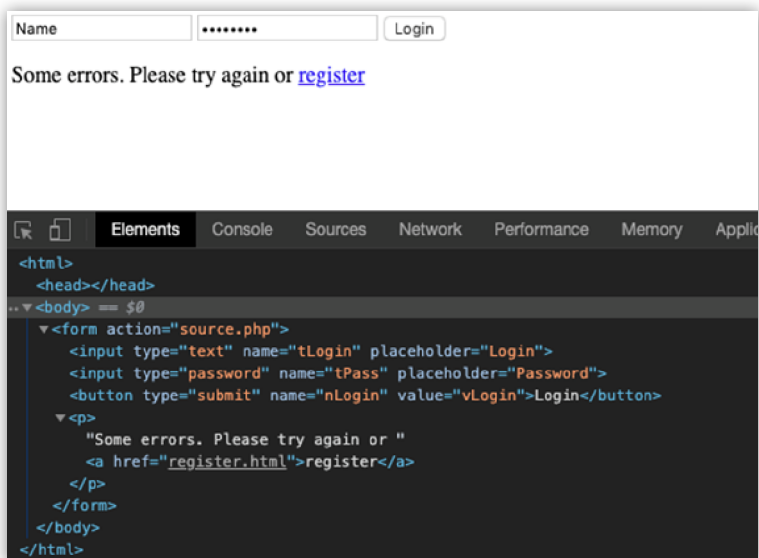 Name •••••••• Login
Some errors. Please try again or register
Elements Console Sources Network Performance Memory Applic
<html>
<head></head>
..▼<body> == $0
▼<form action="source.php">
<input type="text" name="tLogin" placeholder="Login">
<input type="password" name="tPass" placeholder="Password">
<button type="submit" name="nLogin" value="vLogin">Login</button>
▼<p>
"Some errors. Please try again or "
<a href="register.html">register</a>
</p>
</form>
</body>
</html>